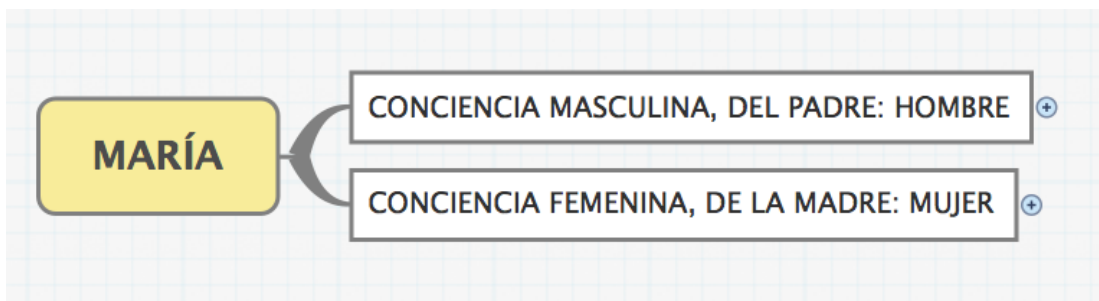 MARÍA
CONCIENCIA MASCULINA, DEL PADRE: HOMBRE
CONCIENCIA FEMENINA, DE LA MADRE: MUJER